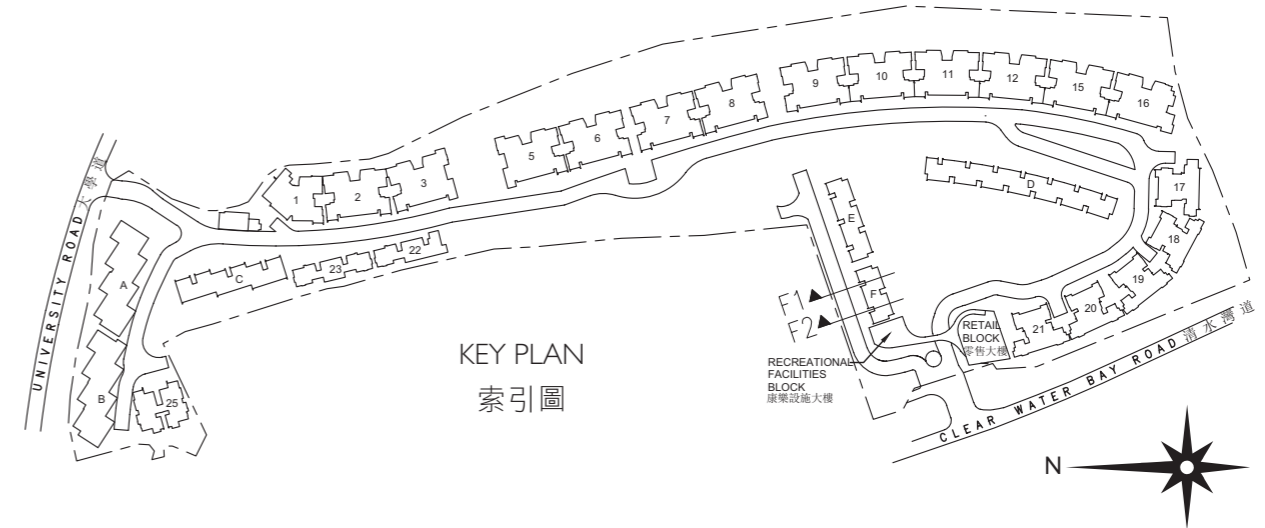 1
2
3
5
6
7
8
9
10
11
12
15
16
17
18
19
20
21
22
23
25
A
B
C
D
E
F
F1
F2
UNIVERSITY ROAD 大學道
KEY PLAN
索引圖
RECREATIONAL
FACILITIES
BLOCK
康樂設施大樓
RETAIL
BLOCK
零售大樓
CLEAR WATER BAY ROAD 清水灣道
N